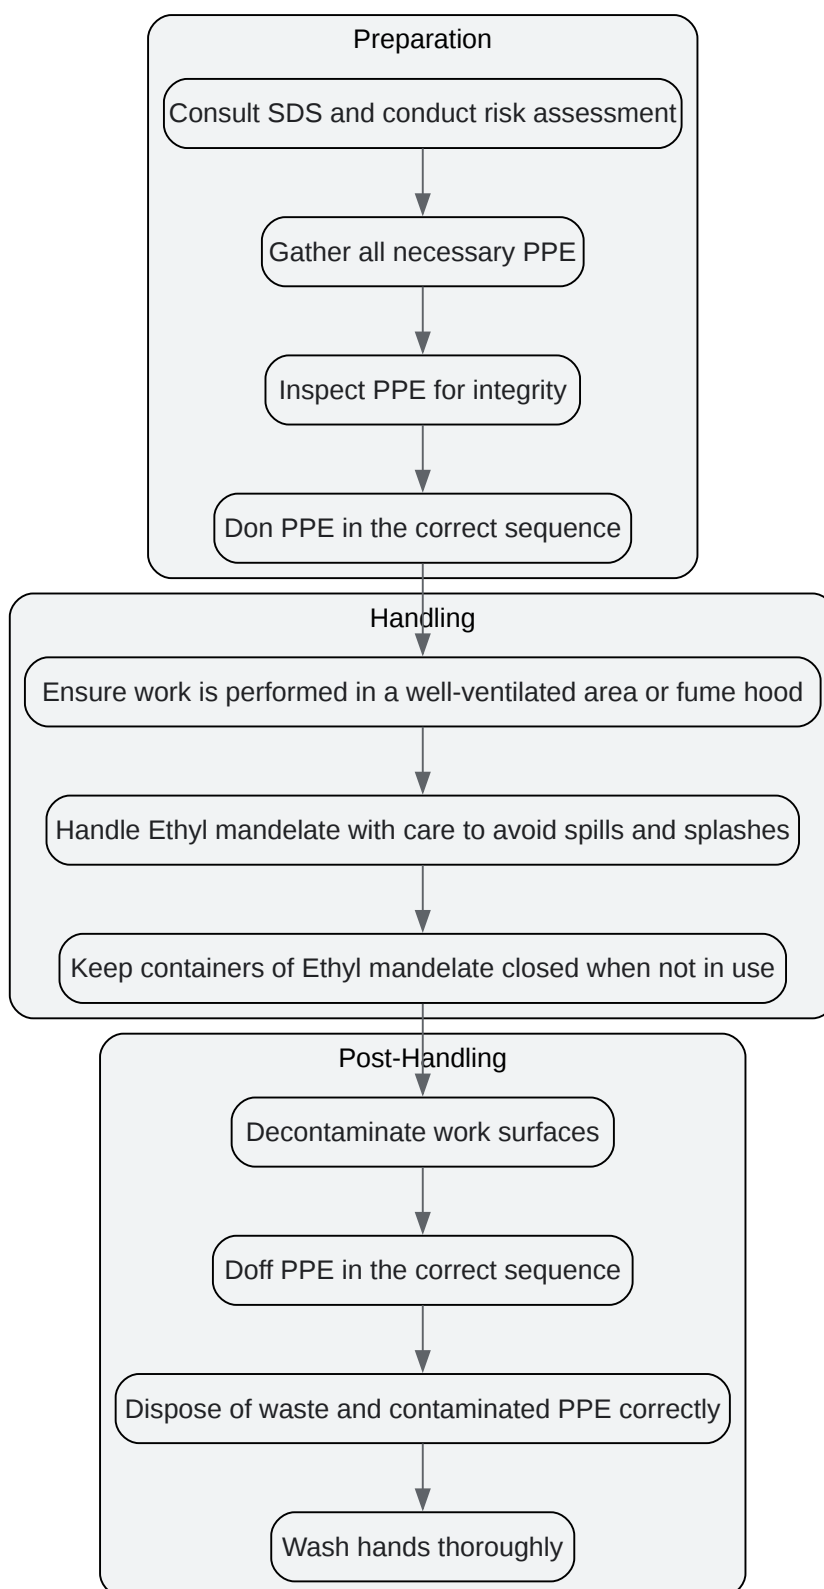 Preparation
Consult SDS and conduct risk assessment
Gather all necessary PPE
Inspect PPE for integrity
Don PPE in the correct sequence
Handling
Ensure work is performed in a well-ventilated area or fume hood
Handle Ethyl mandelate with care to avoid spills and splashes
Keep containers of Ethyl mandelate closed when not in use
Post-Handling
Decontaminate work surfaces
Doff PPE in the correct sequence
Dispose of waste and contaminated PPE correctly
Wash hands thoroughly